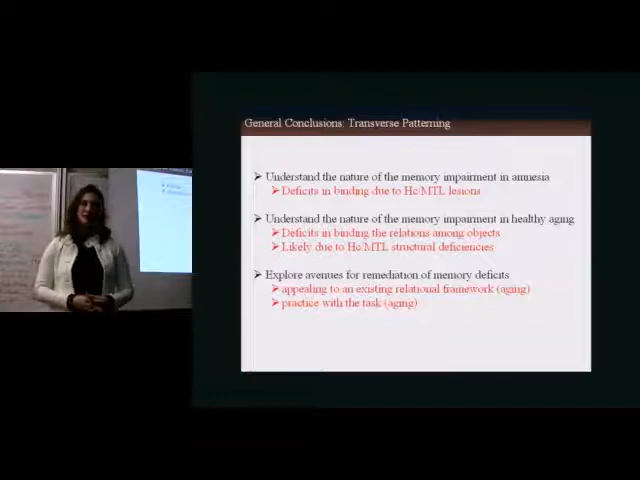 General Conclusions: Transverse Patterning
➤ Understand the nature of the memory impairment in amnesia
➤ Deficits in binding due to Hc/MTL lesions
➤ Understand the nature of the memory impairment in healthy aging
➤ Deficits in binding the relations among objects
➤ Likely due to Hc/MTL structural deficiencies
➤ Explore avenues for remediation of memory deficits
➤ appealing to an existing relational framework (aging)
➤ practice with the task (aging)